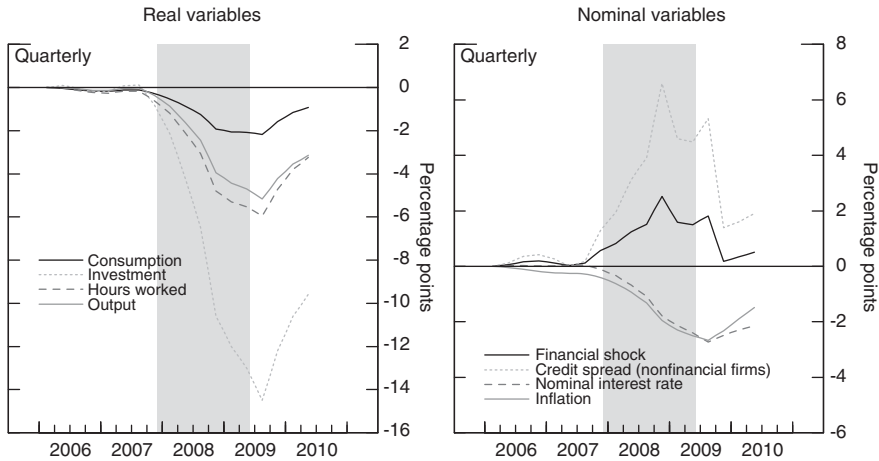 Real variables
Quarterly
2
0
-2
-4
-6
-8
-10
-12
-14
-16
Percentage points
Consumption
Investment
Hours worked
Output
2006 2007 2008 2009 2010
Nominal variables
Quarterly
8
6
4
2
0
-2
-4
-6
Percentage points
Financial shock
Credit spread (nonfinancial firms)
Nominal interest rate
Inflation
2006 2007 2008 2009 2010